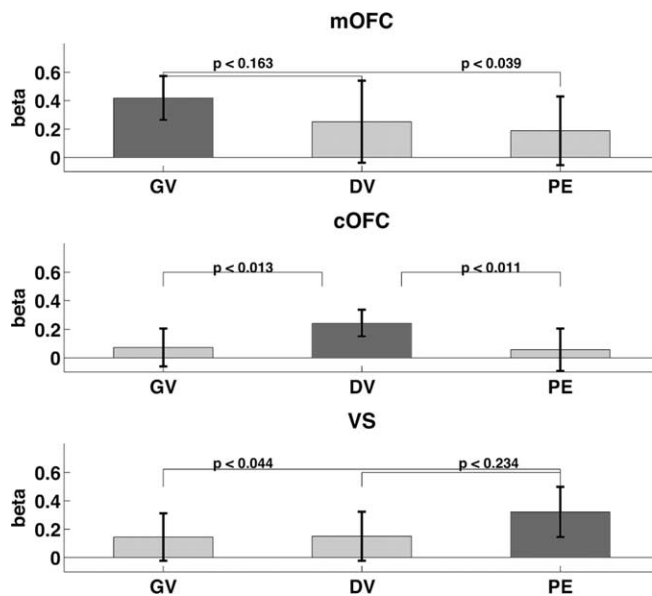 mOFC
p < 0.163 p < 0.039
0.6
0.4
0.2
0
beta
GV DV PE
cOFC
p < 0.013 p < 0.011
0.6
0.4
0.2
0
beta
GV DV PE
VS
p < 0.044 p < 0.234
0.6
0.4
0.2
0
beta
GV DV PE